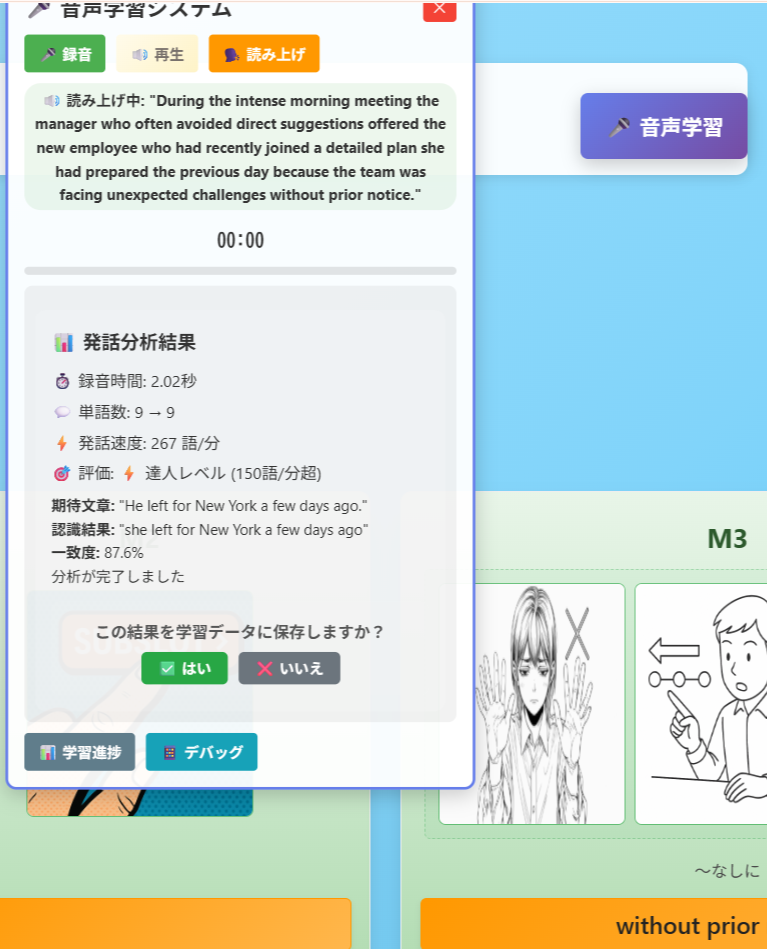 🎤 音声学習システム
✕
🎤 録音 🔊 再生 🗣 読み上げ
🔊 読み上げ中: "During the intense morning meeting the
manager who often avoided direct suggestions offered the
new employee who had recently joined a detailed plan she
had prepared the previous day because the team was
facing unexpected challenges without prior notice."
🎤 音声学習
00:00
📊 発話分析結果
⏱ 録音時間: 2.02秒
💬 単語数: 9 → 9
⚡ 発話速度: 267 語/分
🎯 評価: ⚡ 達人レベル (150語/分超)
期待文章: "He left for New York a few days ago."
認識結果: "she left for New York a few days ago"
一致度: 87.6%
分析が完了しました
この結果を学習データに保存しますか？
✅ はい ❌ いいえ
📊 学習進捗 デバッグ
M3
～なしに
without prior